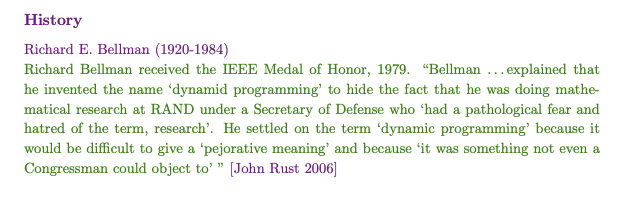 History
Richard E. Bellman (1920-1984)
Richard Bellman received the IEEE Medal of Honor, 1979. “Bellman ... explained that
he invented the name ‘dynamid programming’ to hide the fact that he was doing mathe-
matical research at RAND under a Secretary of Defense who ‘had a pathological fear and
hatred of the term, research’. He settled on the term ‘dynamic programming’ because it
would be difficult to give a ‘pejorative meaning’ and because ‘it was something not even a
Congressman could object to’ ” [John Rust 2006]